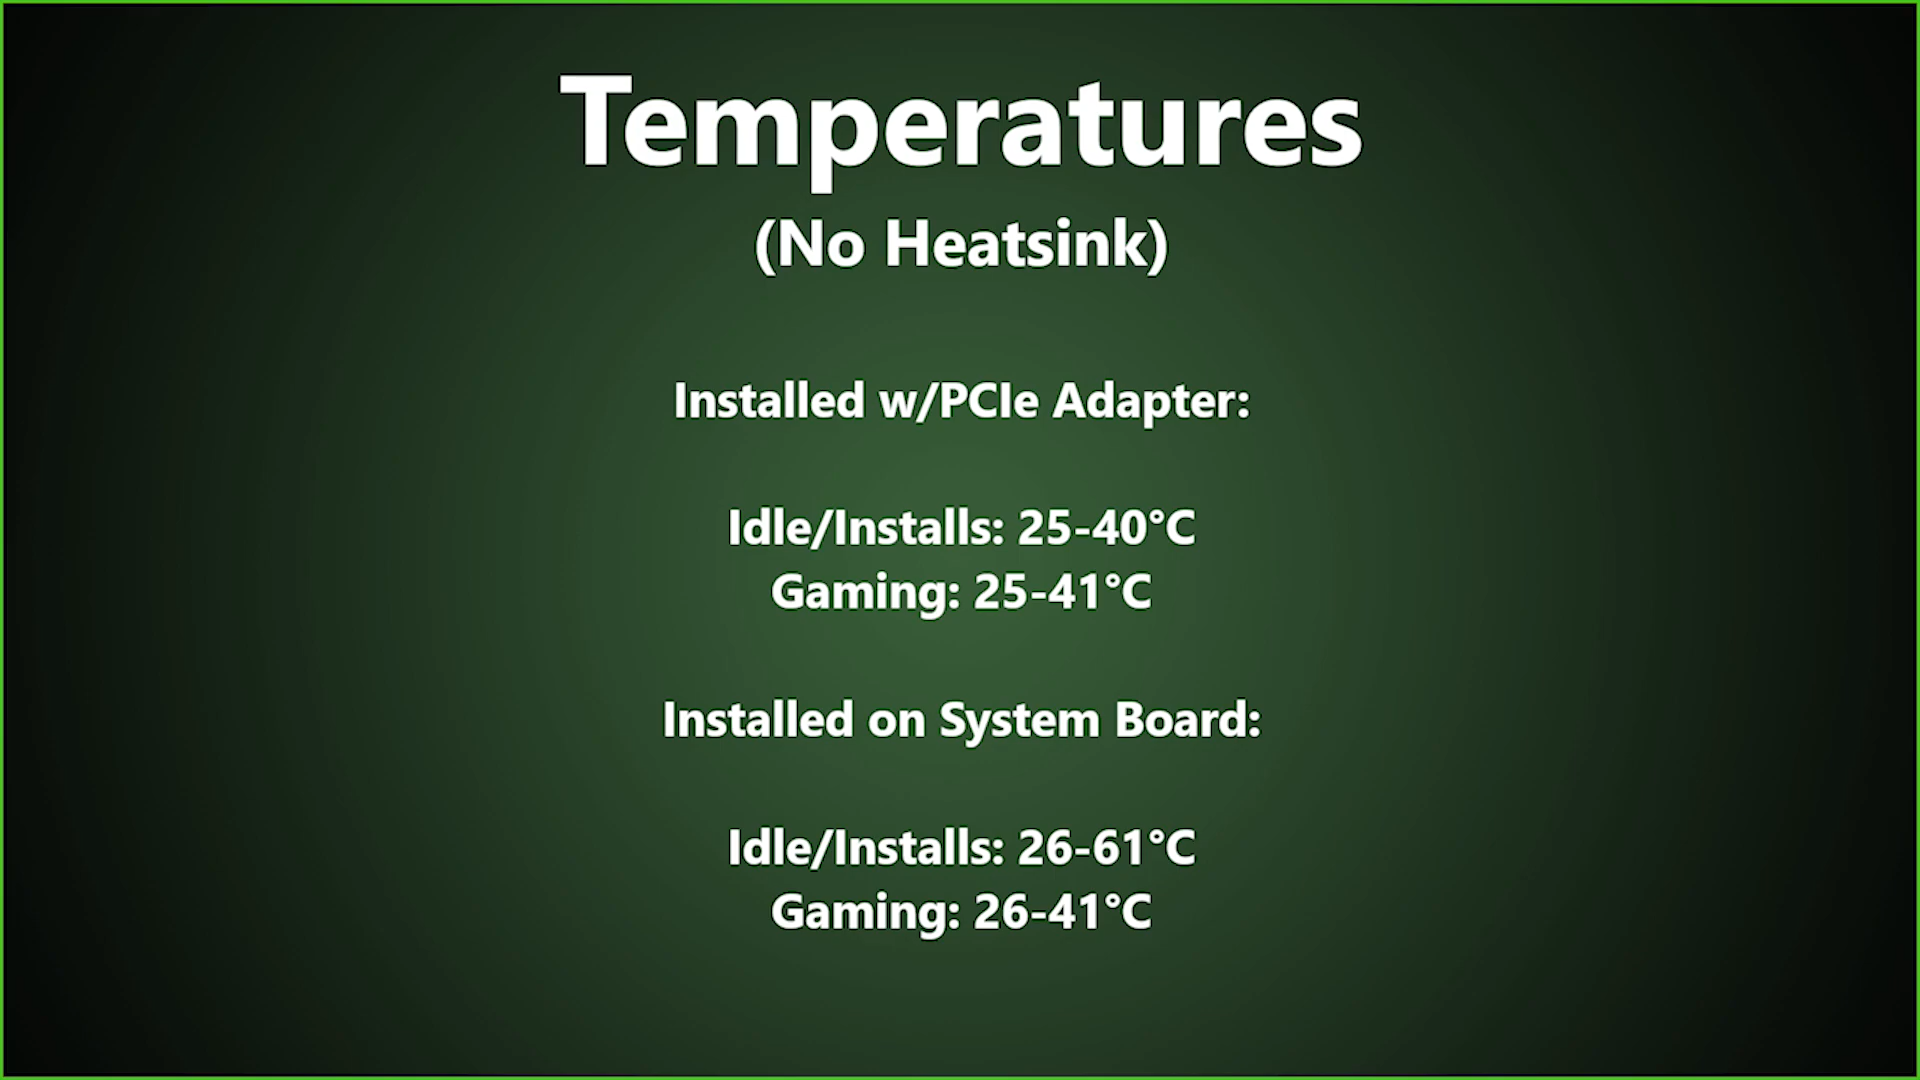 Temperatures
(No Heatsink)
Installed w/PCIe Adapter:
Idle/Installs: 25-40°C
Gaming: 25-41°C
Installed on System Board:
Idle/Installs: 26-61°C
Gaming: 26-41°C